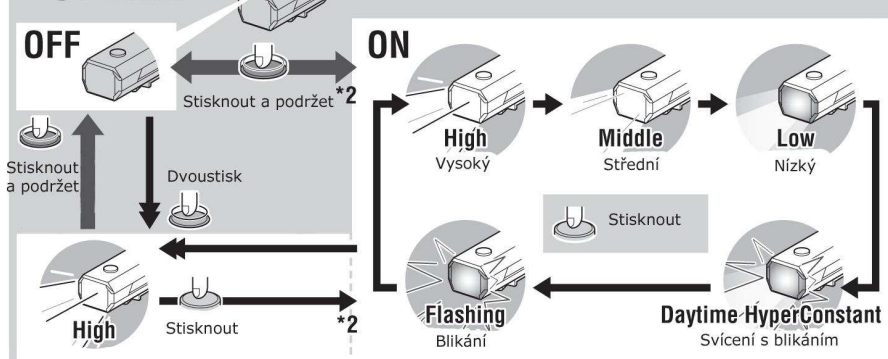 OFF
Stisknout a podržet *2
ON
High
Vysoký
Middle
Střední
Low
Nízký
Stisknout
a podržet
Dvoustisk
Stisknout
High
Stisknout
*2
Flashing
Blikání
Daytime HyperConstant
Svícení s blikáním